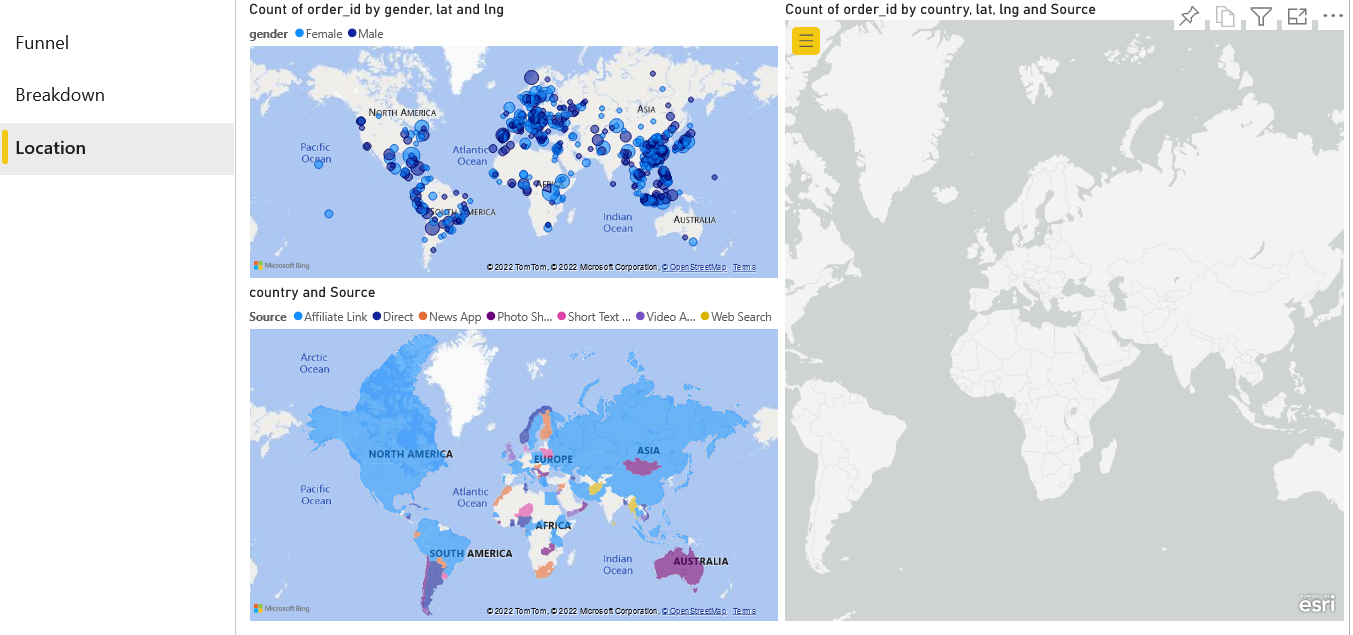 Funnel
Breakdown
Location
Count of order_id by gender, lat and lng
gender Female Male
NORTH AMERICA
ASIA
Pacific
Ocean
Atlantic
Ocean
AFRICA
SOUTH AMERICA
Indian
Ocean
AUSTRALIA
Microsoft Bing
© 2022 TomTom, © 2022 Microsoft Corporation, © OpenStreetMap Terms
country and Source
Source Affiliate Link Direct News App Photo Sh... Short Text ... Video A... Web Search
Arctic
Ocean
NORTH AMERICA
EUROPE
ASIA
Pacific
Ocean
Atlantic
Ocean
AFRICA
SOUTH AMERICA
Indian
Ocean
AUSTRALIA
Microsoft Bing
© 2022 TomTom, © 2022 Microsoft Corporation, © OpenStreetMap Terms
Count of order_id by country, lat, lng and Source
POWERED BY
esri